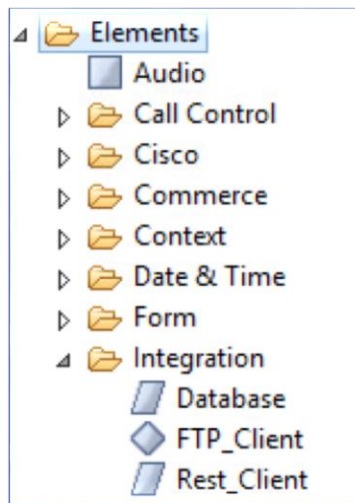 Elements
Audio
Call Control
Cisco
Commerce
Context
Date & Time
Form
Integration
Database
FTP_Client
Rest_Client